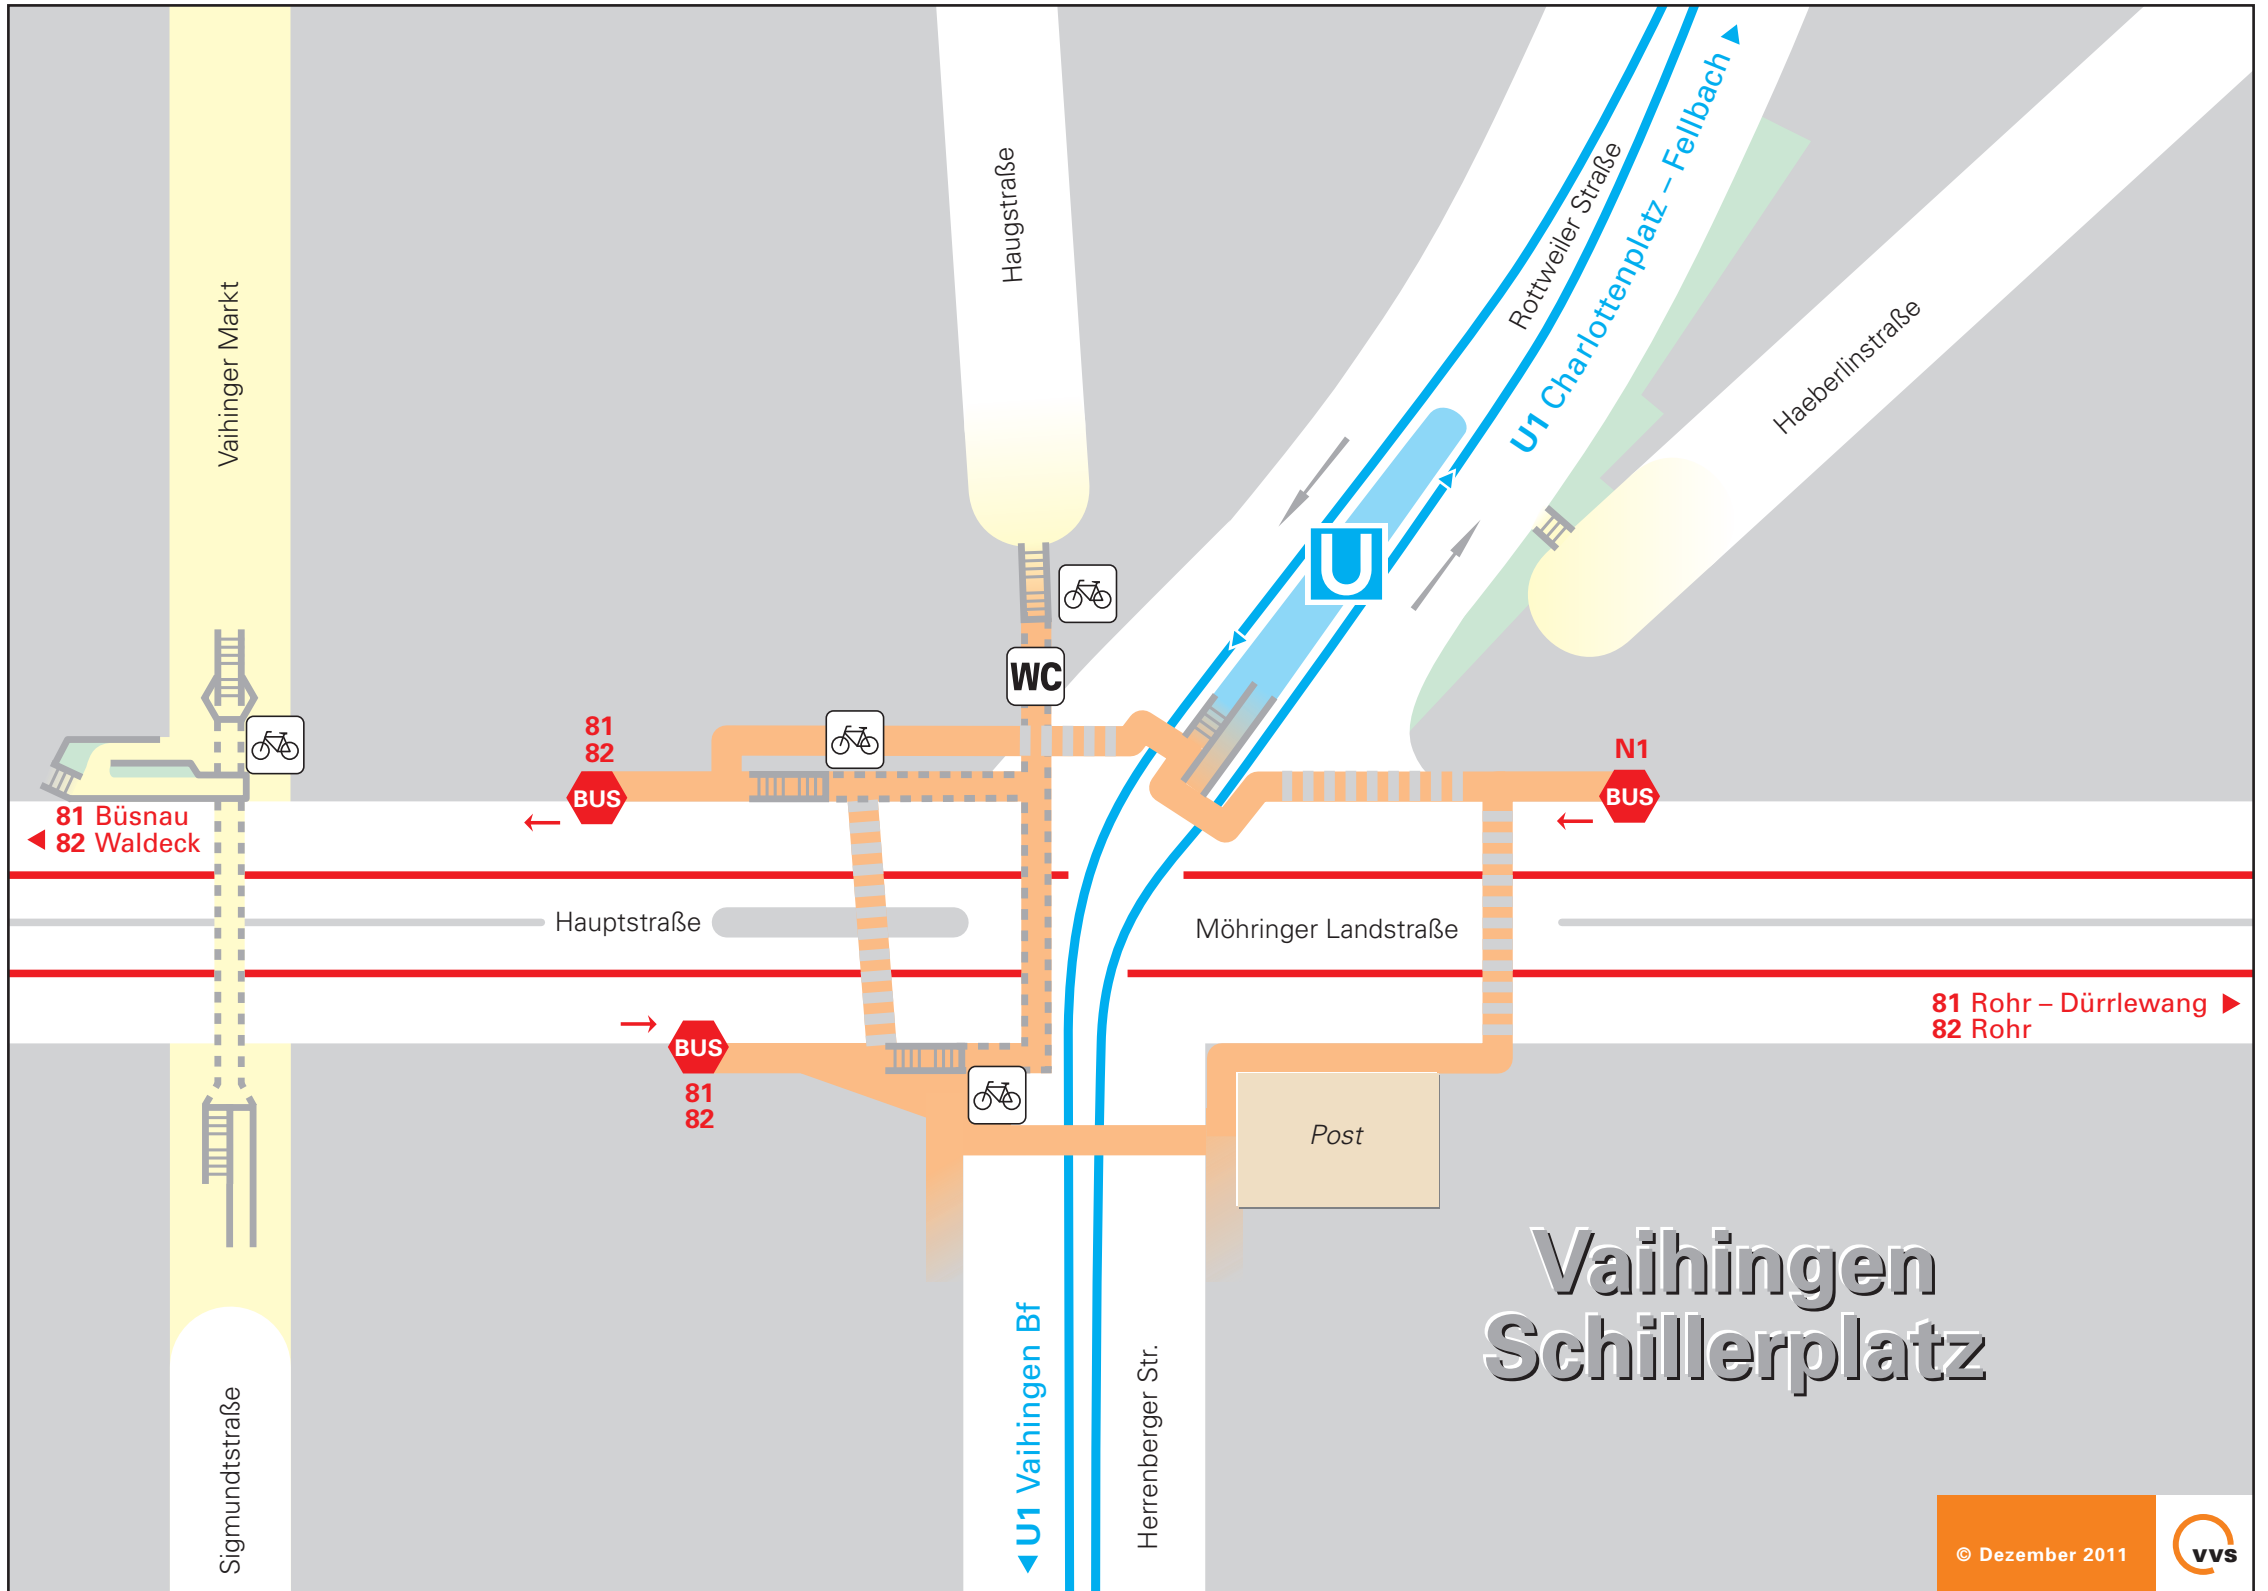 Vaihinger Markt
Haugstraße
Rottweiler Straße
U1 Charlottenplatz – Fellbach
Haeberlinstraße
U
WC
81
82
BUS
N1
BUS
81 Büsnau
82 Waldeck
Hauptstraße
Möhringer Landstraße
81 Rohr – Dürrlewang
82 Rohr
BUS
81
82
Post
Vaihingen
Schillerplatz
U1 Vaihingen Bf
Herrenberger Str.
Sigmundtstraße
© Dezember 2011
vvs